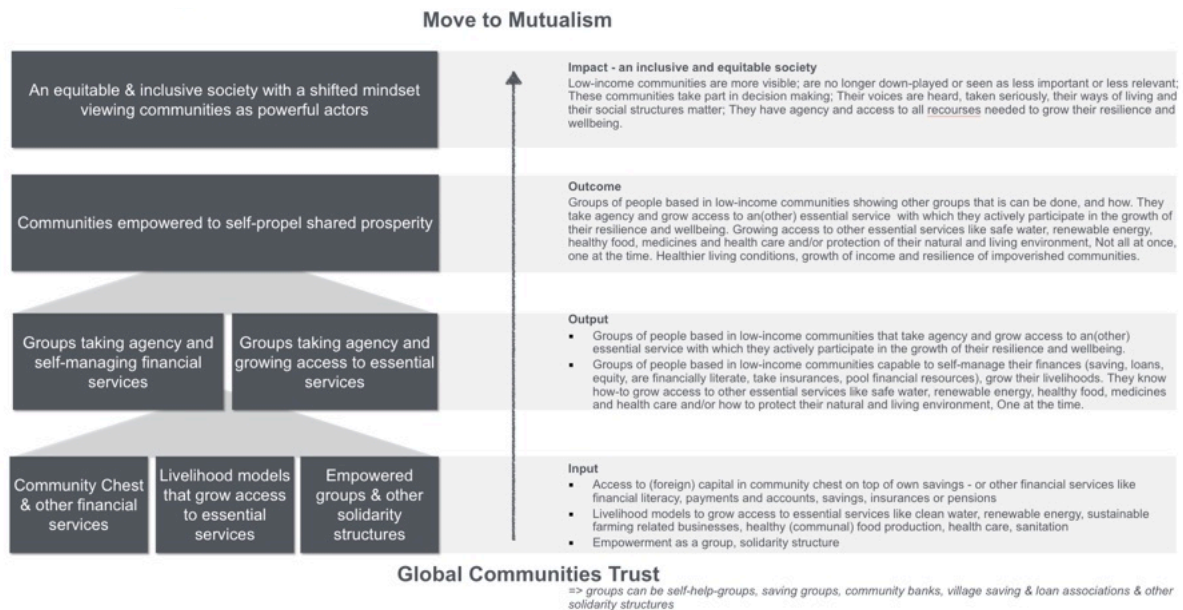 Move to Mutualism
An equitable & inclusive society with a shifted mindset
viewing communities as powerful actors
Impact - an inclusive and equitable society
Low-income communities are more visible; are no longer down-played or seen as less important or less relevant;
These communities take part in decision making; Their voices are heard, taken seriously, their ways of living and
their social structures matter; They have agency and access to all recourses needed to grow their resilience and
wellbeing.
Communities empowered to self-propel shared prosperity
Outcome
Groups of people based in low-income communities showing other groups that is can be done, and how. They
take agency and grow access to an(other) essential service with which they actively participate in the growth of
their resilience and wellbeing. Growing access to other essential services like safe water, renewable energy,
healthy food, medicines and health care and/or protection of their natural and living environment, Not all at once,
one at the time. Healthier living conditions, growth of income and resilience of impoverished communities.
Groups taking agency and
self-managing financial
services
Groups taking agency and
growing access to essential
services
Output
▪ Groups of people based in low-income communities that take agency and grow access to an(other)
essential service with which they actively participate in the growth of their resilience and wellbeing.
▪ Groups of people based in low-income communities capable to self-manage their finances (saving, loans,
equity, are financially literate, take insurances, pool financial resources), grow their livelihoods. They know
how-to grow access to other essential services like safe water, renewable energy, healthy food, medicines
and health care and/or how to protect their natural and living environment, One at the time.
Community Chest
& other financial
services
Livelihood models
that grow access
to essential
services
Empowered
groups & other
solidarity
structures
Input
▪ Access to (foreign) capital in community chest on top of own savings - or other financial services like
financial literacy, payments and accounts, savings, insurances or pensions
▪ Livelihood models to grow access to essential services like clean water, renewable energy, sustainable
farming related businesses, healthy (communal) food production, health care, sanitation
▪ Empowerment as a group, solidarity structure
Global Communities Trust
=> groups can be self-help-groups, saving groups, community banks, village saving & loan associations & other
solidarity structures